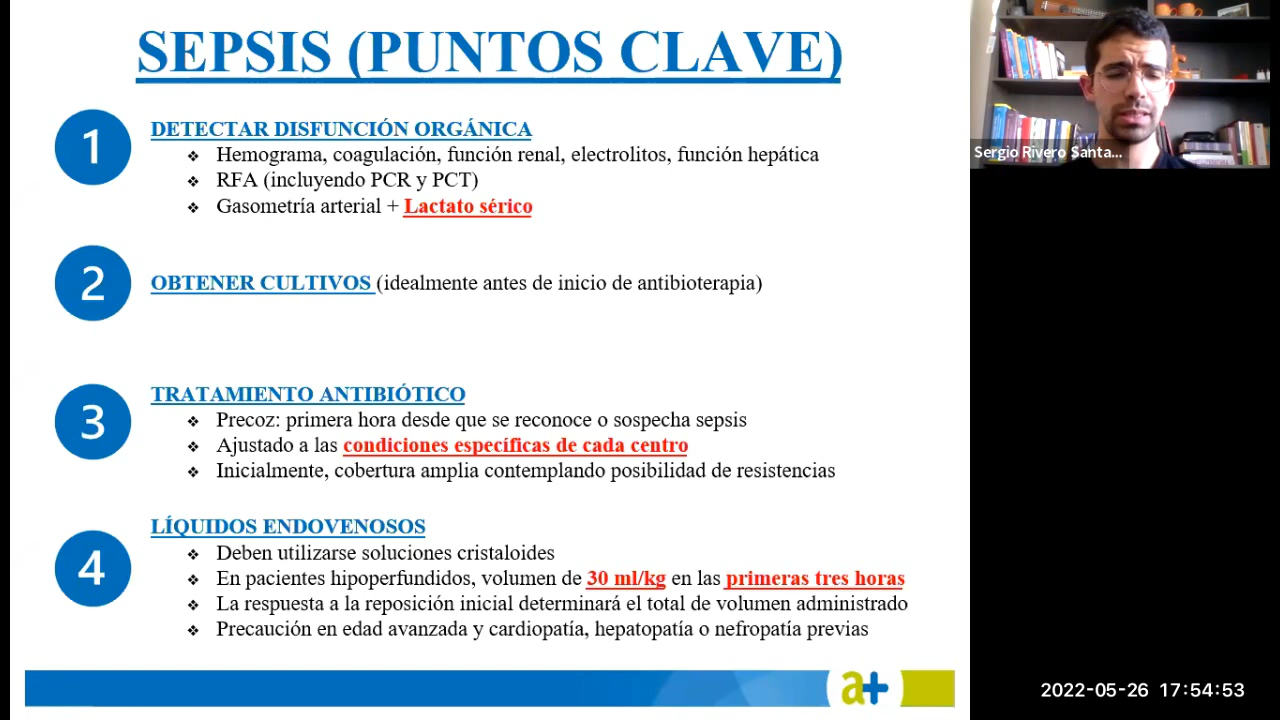 SEPSIS (PUNTOS CLAVE)
1
DETECTAR DISFUNCIÓN ORGÁNICA
❖ Hemograma, coagulación, función renal, electrolitos, función hepática
❖ RFA (incluyendo PCR y PCT)
❖ Gasometría arterial + Lactato sérico
2
OBTENER CULTIVOS (idealmente antes de inicio de antibioterapia)
3
TRATAMIENTO ANTIBIÓTICO
❖ Precoz: primera hora desde que se reconoce o sospecha sepsis
❖ Ajustado a las condiciones específicas de cada centro
❖ Inicialmente, cobertura amplia contemplando posibilidad de resistencias
4
LÍQUIDOS ENDOVENOSOS
❖ Deben utilizarse soluciones cristaloides
❖ En pacientes hipoperfundidos, volumen de 30 ml/kg en las primeras tres horas
❖ La respuesta a la reposición inicial determinará el total de volumen administrado
❖ Precaución en edad avanzada y cardiopatía, hepatopatía o nefropatía previas
a+
Sergio Rivero Santa...
2022-05-26 17:54:53